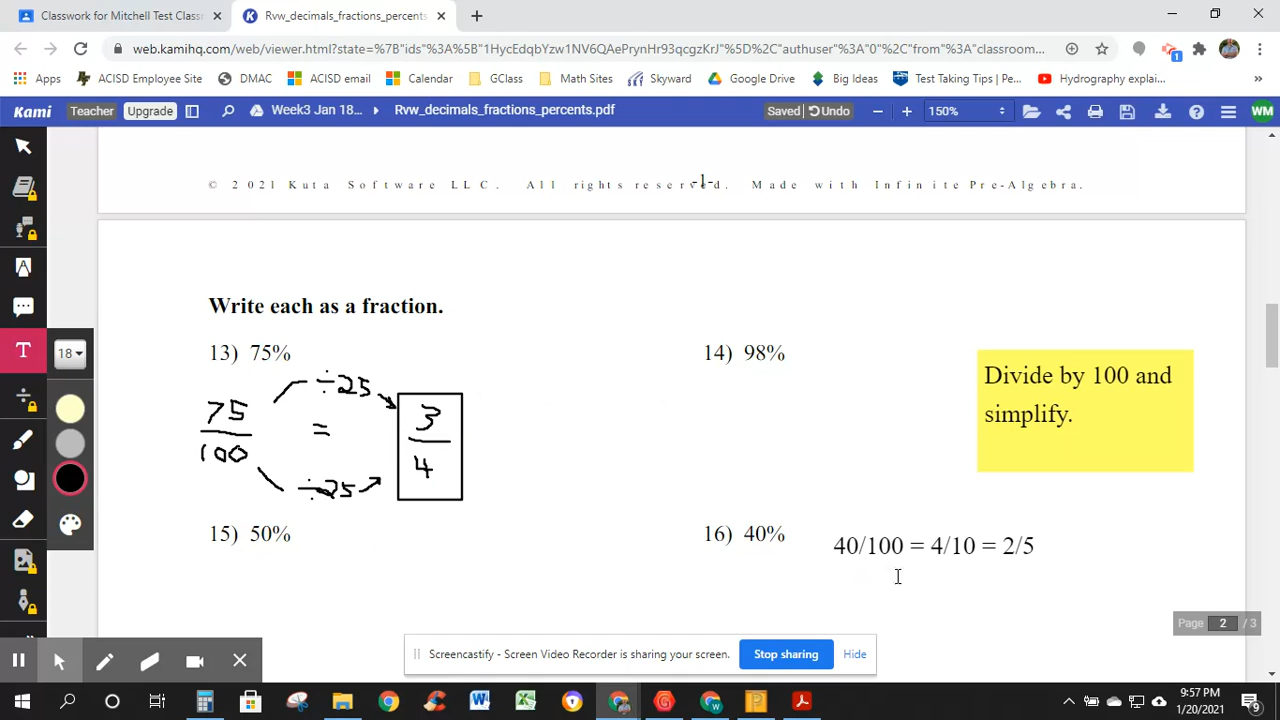 Classwork for Mitchell Test Classr
Rvw_decimals_fractions_percents
web.kamihq.com/web/viewer.html?state=%7B"ids"%3A%5B"1HycEdqbYzw1NV6QAePrynHr93qcgzKrJ"%5D%2C"authuser"%3A"0"%2C"from"%3A"classroom...
1
Apps
ACISD Employee Site
DMAC
ACISD email
Calendar
GClass
Math Sites
Skyward
Google Drive
Big Ideas
Test Taking Tips | Pe...
Hydrography explai...
»
Kami
Teacher
Upgrade
Week3 Jan 18...
Rvw_decimals_fractions_percents.pdf
Saved
Undo
150%
WM
© 2021 Kuta Software LLC. All rights reserved. Made with Infinite Pre-Algebra.
-1-
Write each as a fraction.
13) 75%
14) 98%
Divide by 100 and
simplify.
÷25
75
100
=
3
4
÷25
15) 50%
16) 40%
40/100 = 4/10 = 2/5
18
Page 2 / 3
Screencastify - Screen Video Recorder is sharing your screen.
Stop sharing
Hide
9:57 PM
1/20/2021
9